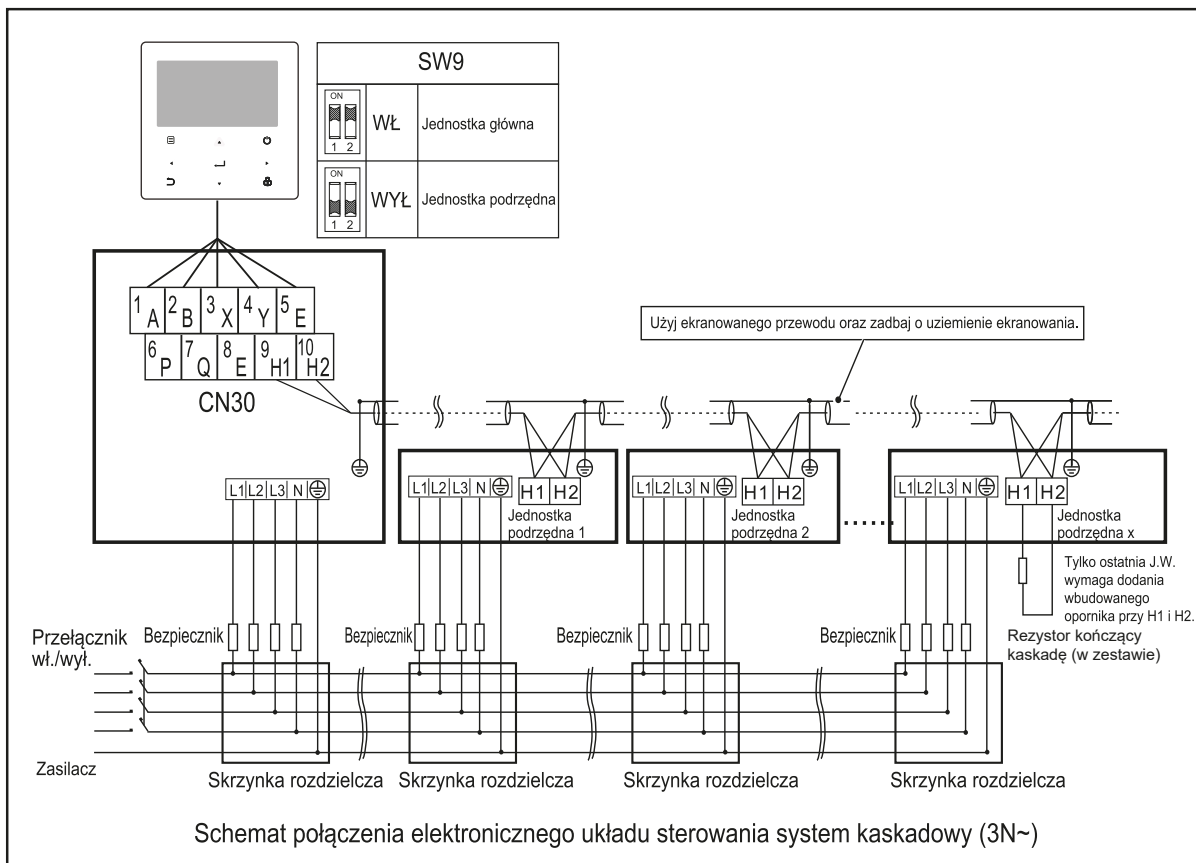 SW9
ON
1 2
WŁ
Jednostka główna
ON
1 2
WYŁ
Jednostka podrzędna
1 A
2 B
3 X
4 Y
5 E
6 P
7 Q
8 E
9 H1
10 H2
CN30
Użyj ekranowanego przewodu oraz zadbaj o uziemienie ekranowania.
L1 L2 L3 N
L1 L2 L3 N
H1 H2
Jednostka
podrzędna 1
L1 L2 L3 N
H1 H2
Jednostka
podrzędna 2
L1 L2 L3 N
H1 H2
Jednostka
podrzędna x
Tylko ostatnia J.W.
wymaga dodania
wbudowanego
opornika przy H1 i H2.
Rezystor kończący
kaskadę (w zestawie)
Przełącznik
wł./wył.
Bezpiecznik
Bezpiecznik
Bezpiecznik
Bezpiecznik
Zasilacz
Skrzynka rozdzielcza
Skrzynka rozdzielcza
Skrzynka rozdzielcza
Skrzynka rozdzielcza
Schemat połączenia elektronicznego układu sterowania system kaskadowy (3N~)